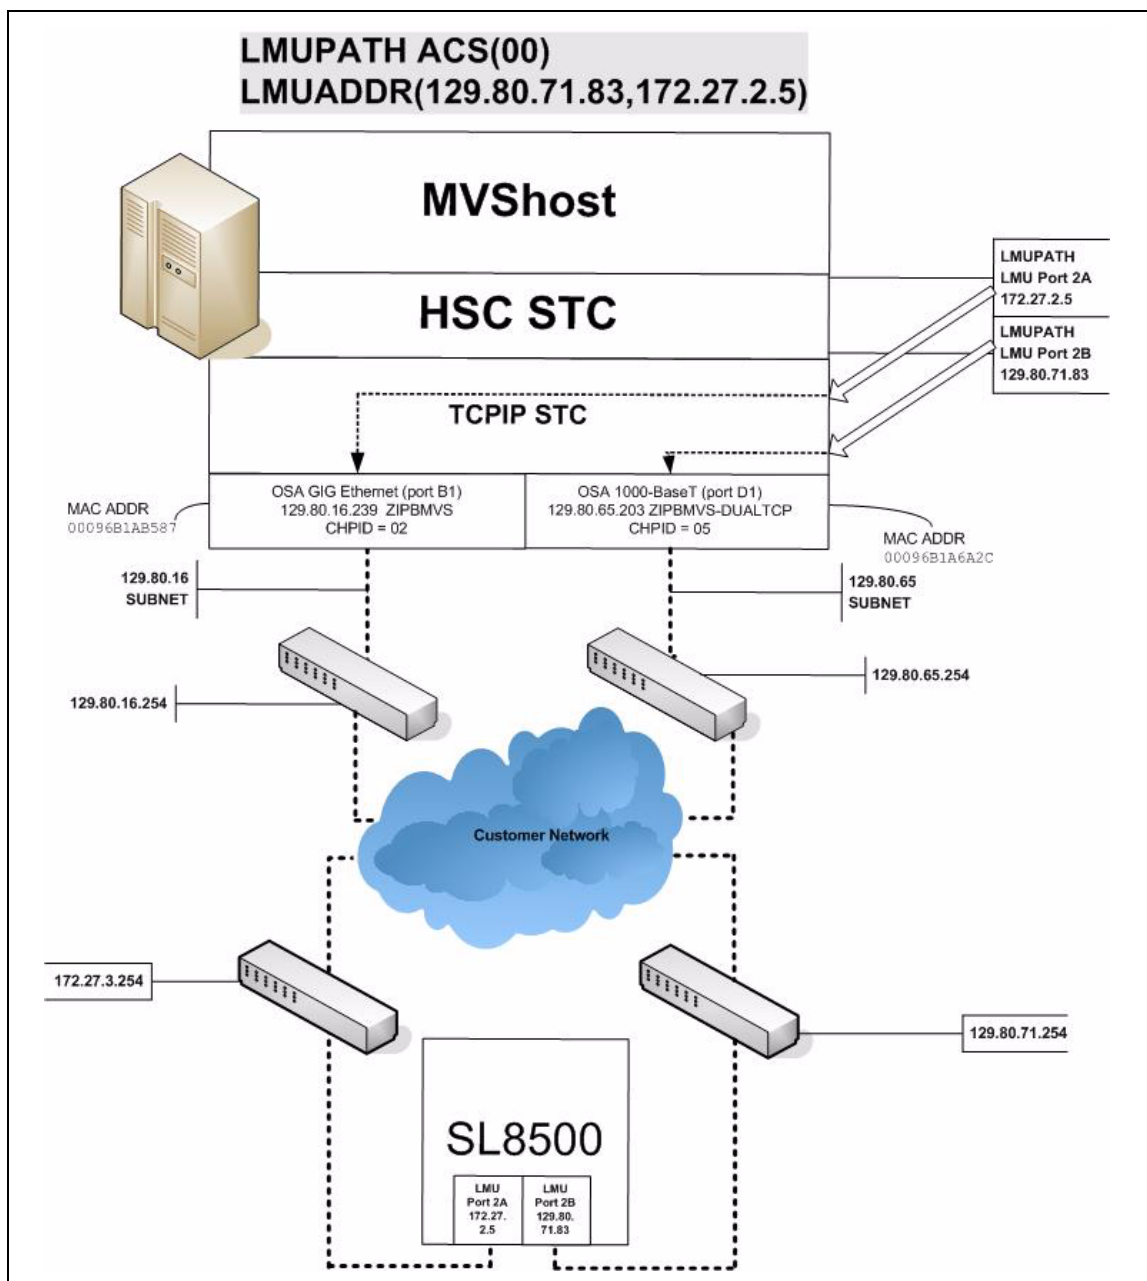 LMUPATH ACS(00)
LMUADDR(129.80.71.83,172.27.2.5)
MVShost
HSC STC
LMUPATH
LMU Port 2A
172.27.2.5
LMUPATH
LMU Port 2B
129.80.71.83
TCPIP STC
MAC ADDR
00096B1AB587
OSA GIG Ethernet (port B1)
129.80.16.239 ZIPBMVS
CHPID = 02
OSA 1000-BaseT (port D1)
129.80.65.203 ZIPBMVS-DUALTCP
CHPID = 05
MAC ADDR
00096B1A6A2C
129.80.16
SUBNET
129.80.65
SUBNET
129.80.16.254
129.80.65.254
Customer Network
172.27.3.254
129.80.71.254
SL8500
LMU
Port 2A
172.27.
2.5
LMU
Port 2B
129.80.
71.83